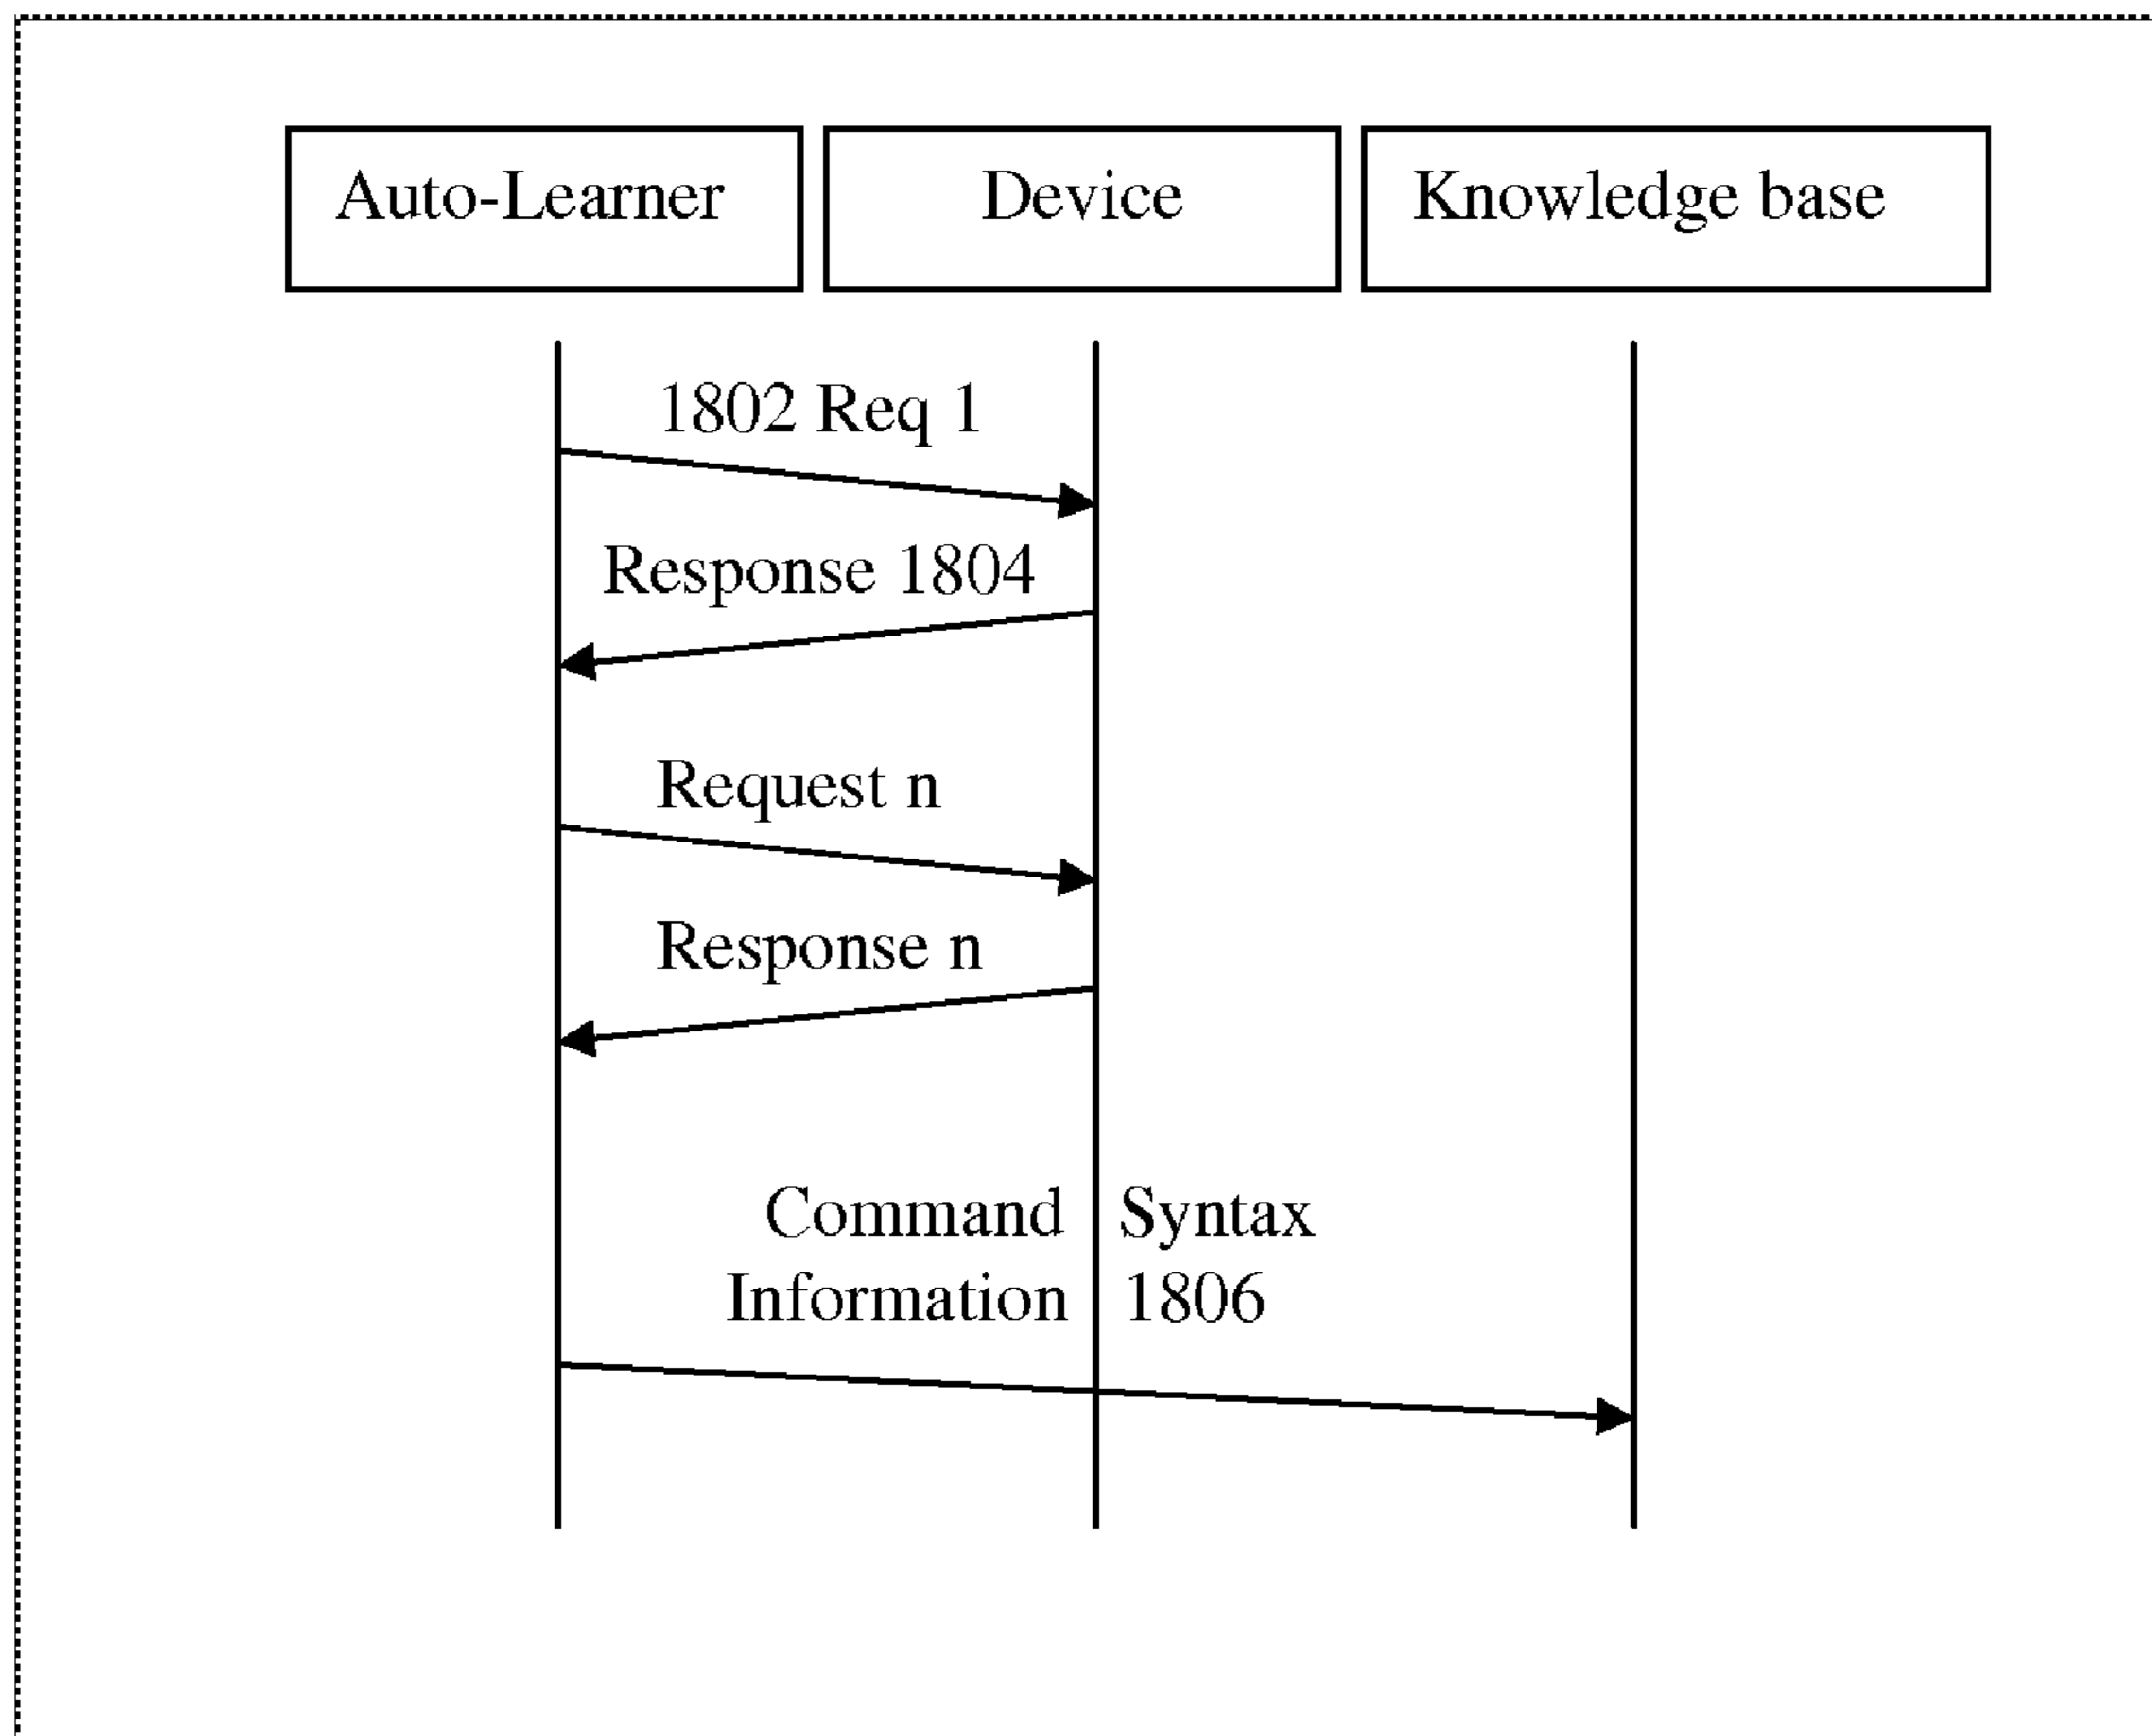 Auto-Learner
Device
Knowledge base
1802 Req 1
Response 1804
Request n
Response n
Command Syntax
Information 1806